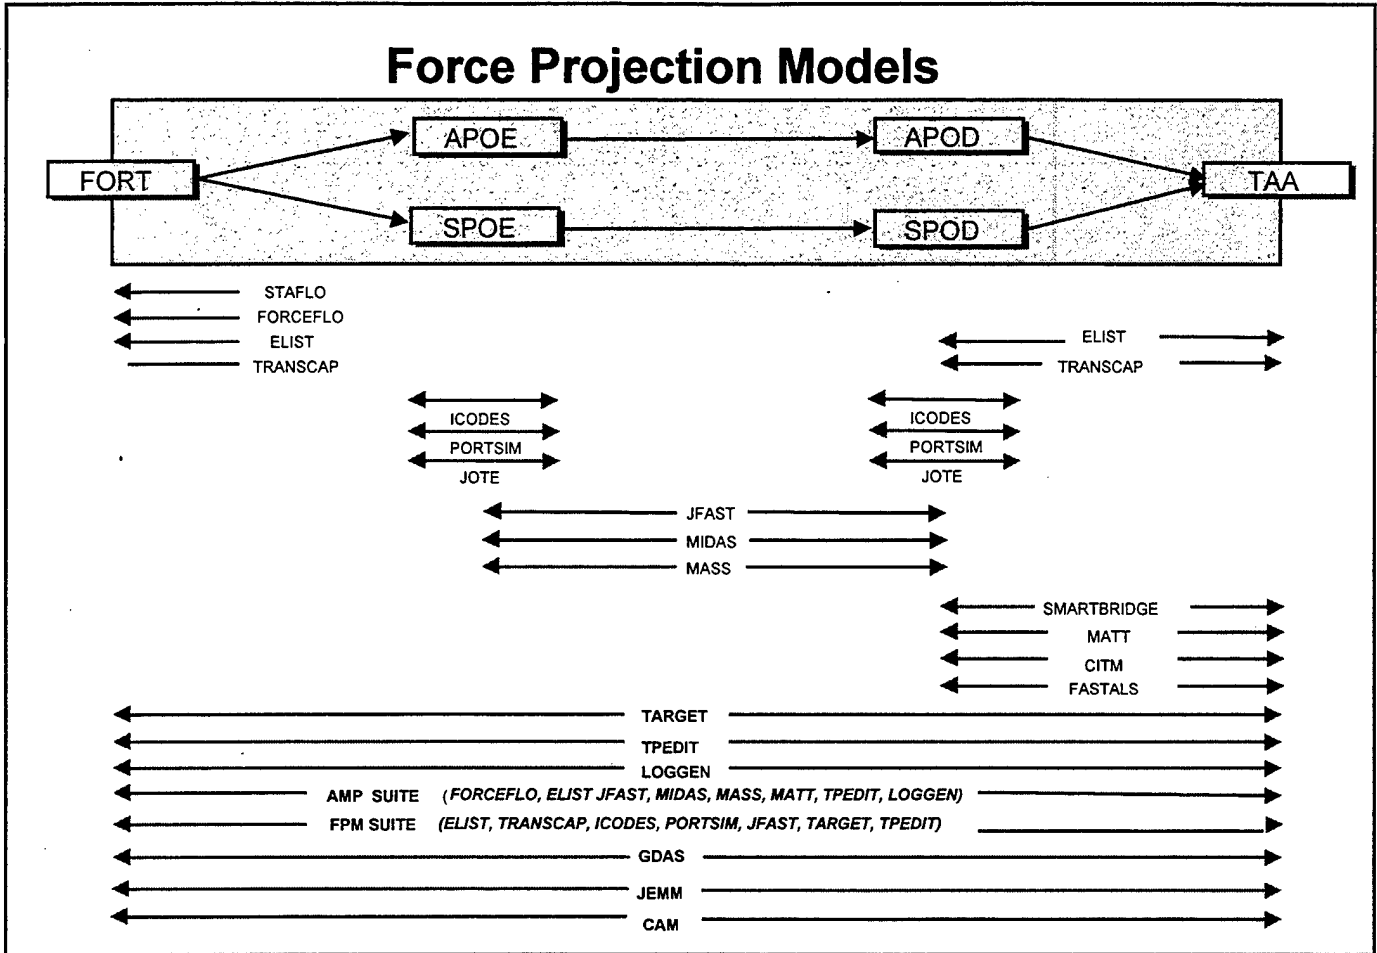 Force Projection Models
APOE
APOD
FORT
TAA
SPOE
SPOD
STAFLO
FORCEFLO
ELIST
TRANSCAP
ELIST
TRANSCAP
ICODES
PORTSIM
JOTE
ICODES
PORTSIM
JOTE
JFAST
MIDAS
MASS
SMARTBRIDGE
MATT
CITM
FASTALS
TARGET
TPEDIT
LOGGEN
AMP SUITE (FORCEFLO, ELIST JFAST, MIDAS, MASS, MATT, TPEDIT, LOGGEN)
FPM SUITE (ELIST, TRANSCAP, ICODES, PORTSIM, JFAST, TARGET, TPEDIT)
GDAS
JEMM
CAM